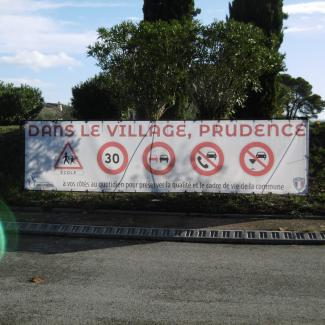 DANS LE VILLAGE, PRUDENCE
30
ÉCOLE
à vos côtés au quotidien pour préserver la qualité et le cadre de vie de la commune